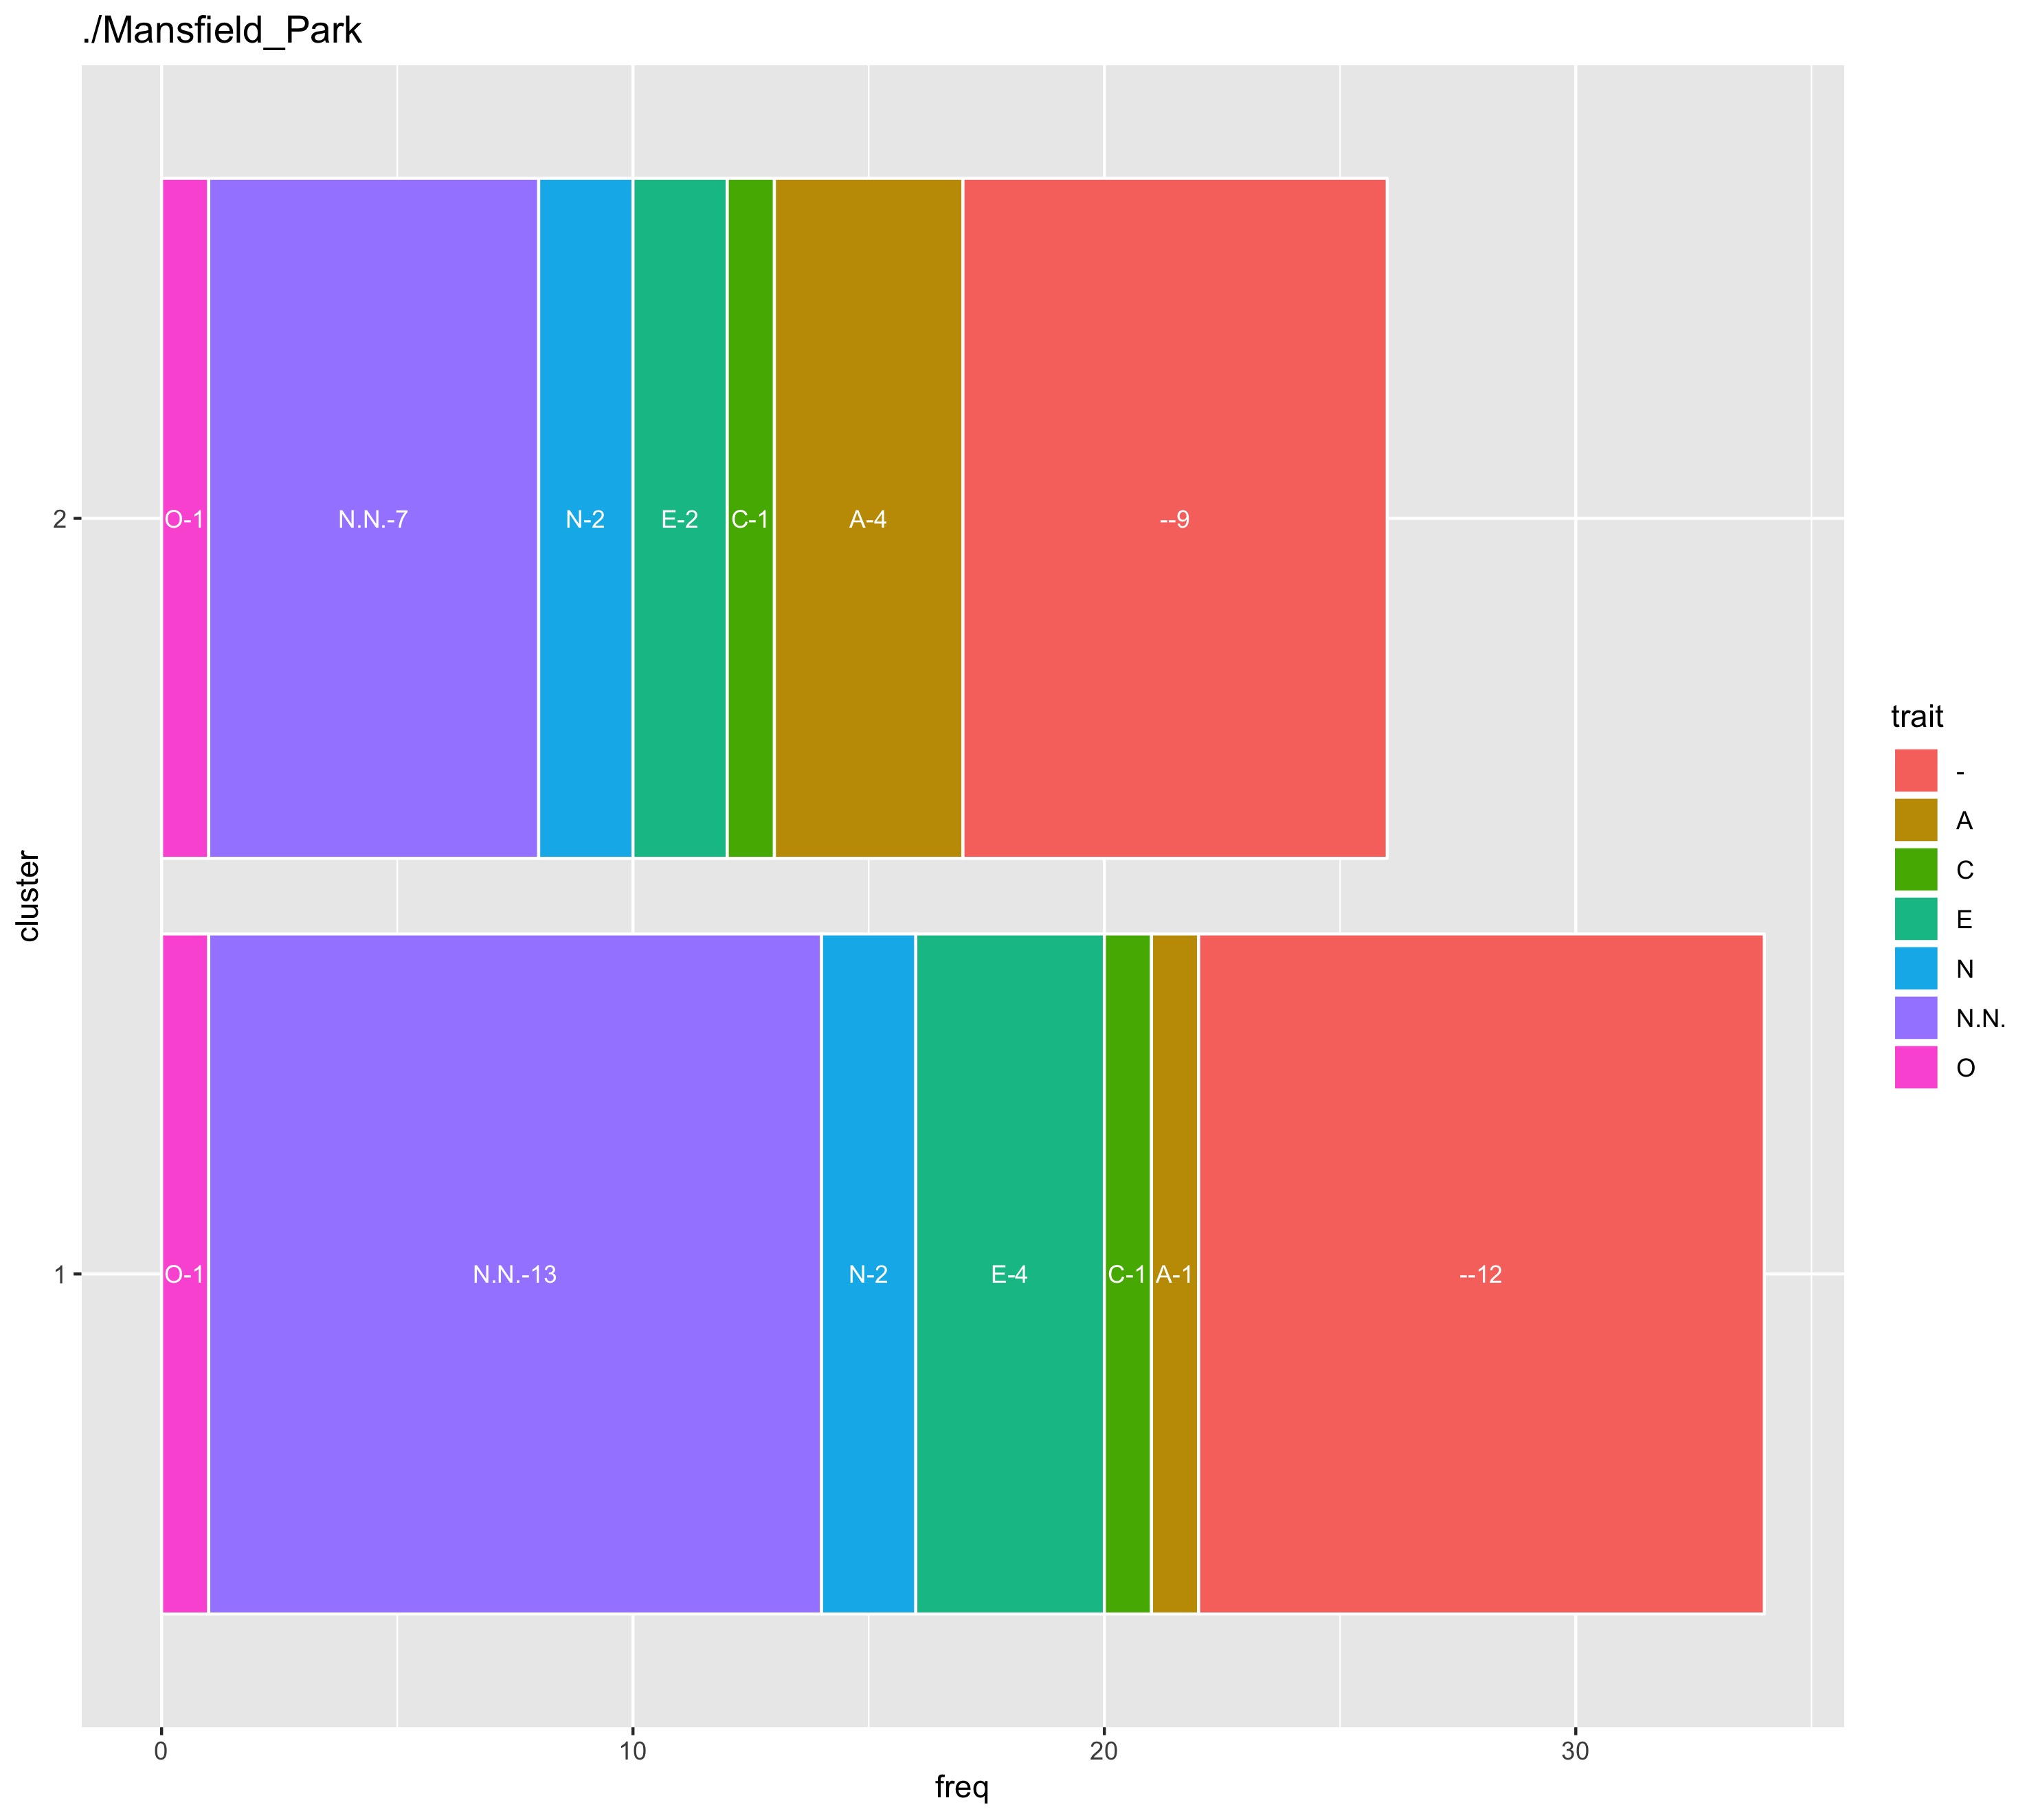 ./Mansfield_Park
cluster
2
O-1 N.N.-7 N-2 E-2 C-1 A-4 --9
1
O-1 N.N.-13 N-2 E-4 C-1 A-1 --12
0 10 20 30
freq
trait
-
A
C
E
N
N.N.
O